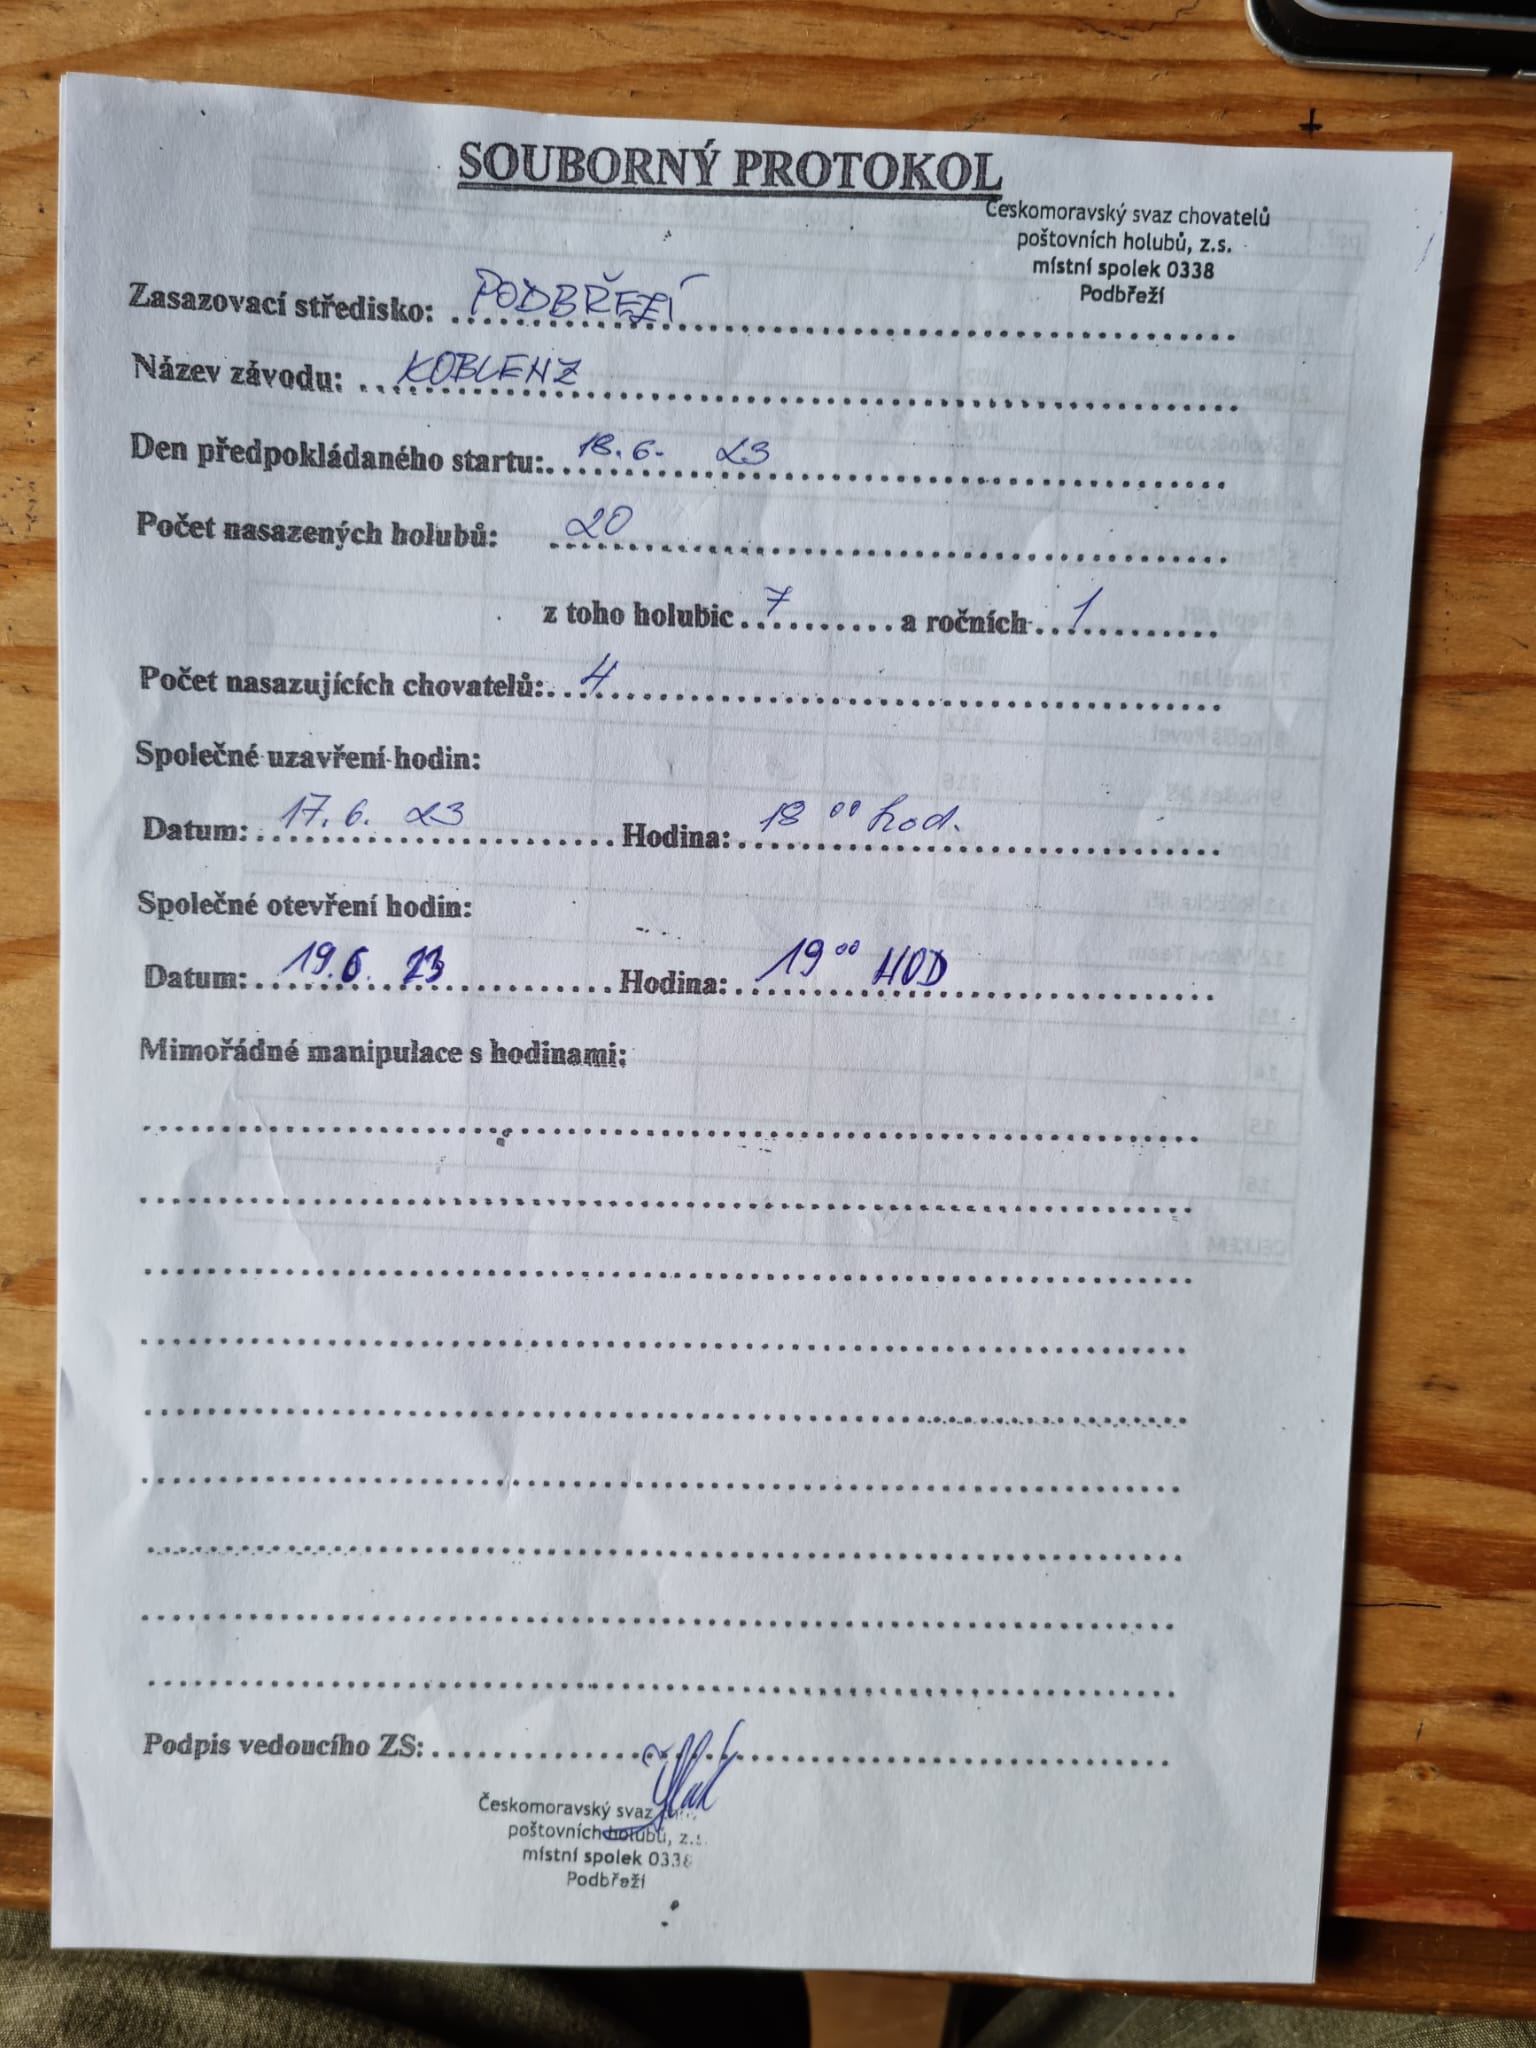 SOUBORNÝ PROTOKOL
Českomoravský svaz chovatelů
poštovních holubů, z.s.
místní spolek 0338
Podbřeží
Zasazovací středisko: PODBŘEZÍ
Název závodu: KOBLENZ
Den předpokládaného startu: 18.6. 23
Počet nasazených holubů: 20
z toho holubic 7 a ročních 1
Počet nasazujících chovatelů: 4
Společné uzavření hodin:
Datum: 17.6. 23 Hodina: 18 00 hod.
Společné otevření hodin:
Datum: 19.6. 23 Hodina: 19 00 HOD
Mimořádné manipulace s hodinami:
Podpis vedoucího ZS:
Českomoravský svaz
poštovních holubů, z.s.
místní spolek 0338
Podbřeží